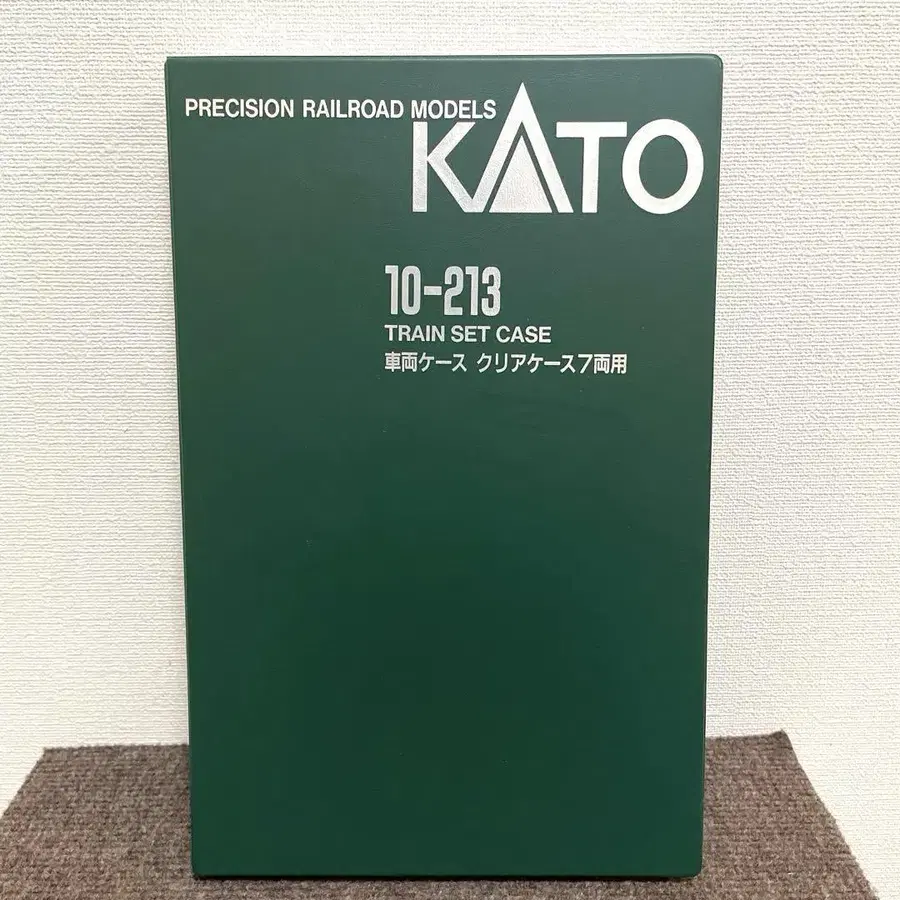 PRECISION RAILROAD MODELS
KATO
10-213
TRAIN SET CASE
車両ケース クリアケース7両用